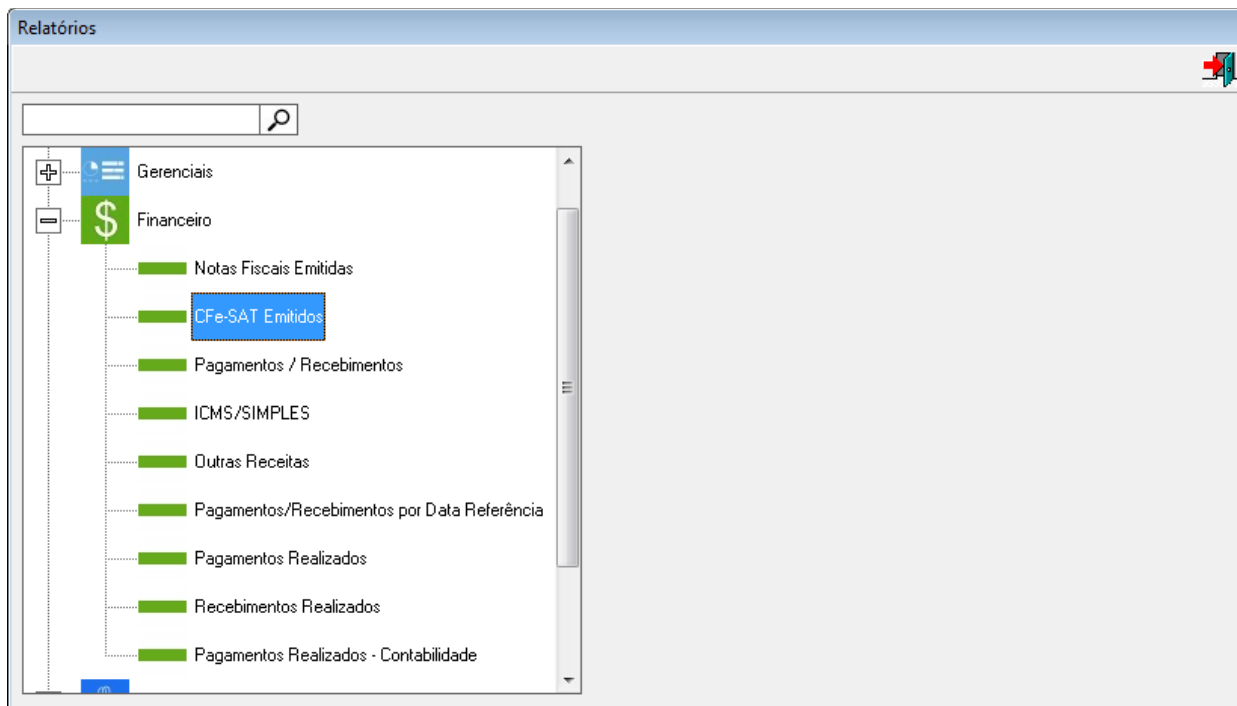 Relatórios
Gerenciais
$ Financeiro
Notas Fiscais Emitidas
CFe-SAT Emitidos
Pagamentos / Recebimentos
ICMS/SIMPLES
Outras Receitas
Pagamentos/Recebimentos por Data Referência
Pagamentos Realizados
Recebimentos Realizados
Pagamentos Realizados - Contabilidade